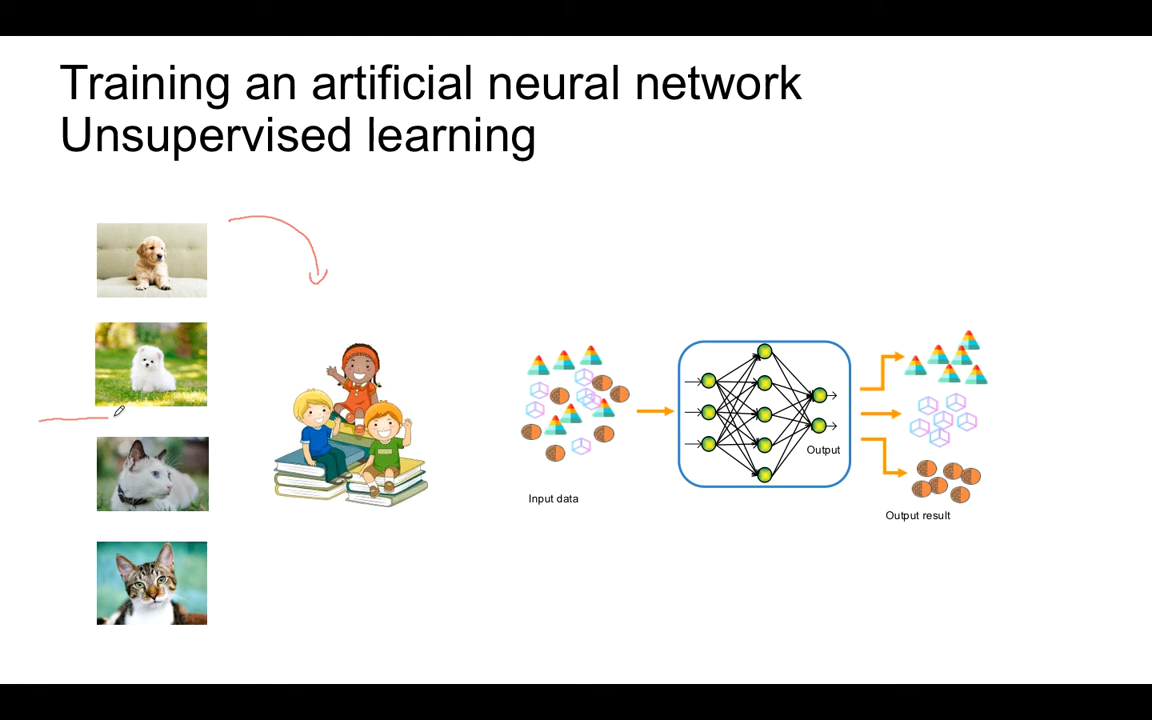 Training an artificial neural network
Unsupervised learning
Output
Input data
Output result